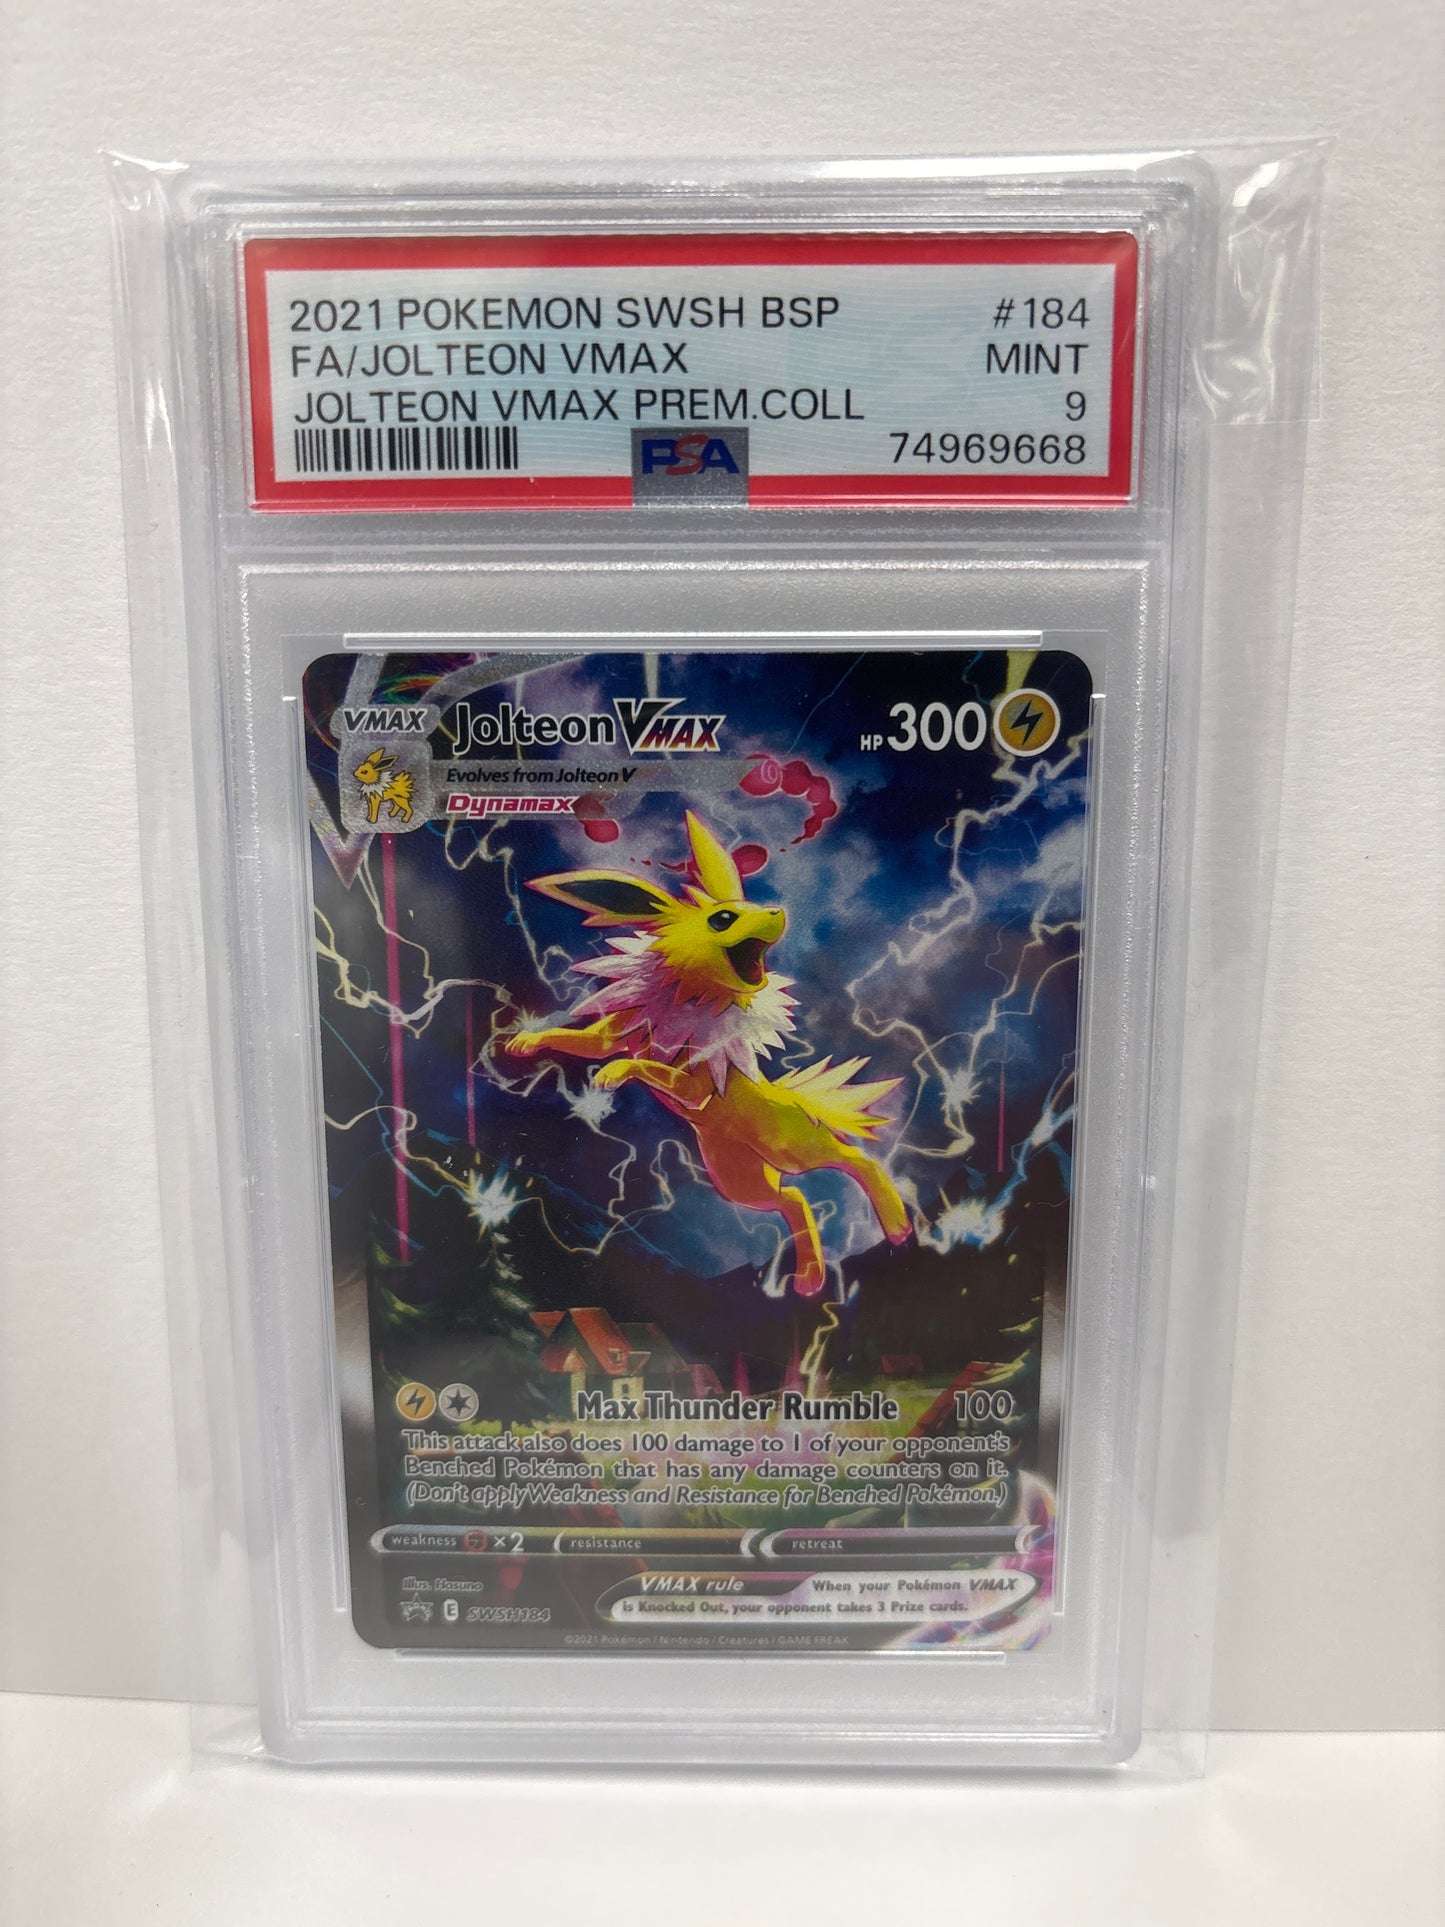 2021 POKEMON SWSH BSP #184
FA/JOLTEON VMAX MINT
JOLTEON VMAX PREM.COLL 9
PSA 74969668
VMAX Jolteon VMAX HP 300
Evolves from Jolteon V
Dynamax
Max Thunder Rumble 100
This attack also does 100 damage to 1 of your opponent's
Benched Pokémon that has any damage counters on it.
(Don't apply Weakness and Resistance for Benched Pokémon.)
weakness ×2 resistance retreat
Illus. Hasuno
VMAX rule When your Pokémon VMAX
is Knocked Out, your opponent takes 3 Prize cards.
E SWSH184
©2021 Pokémon / Nintendo / Creatures / GAME FREAK